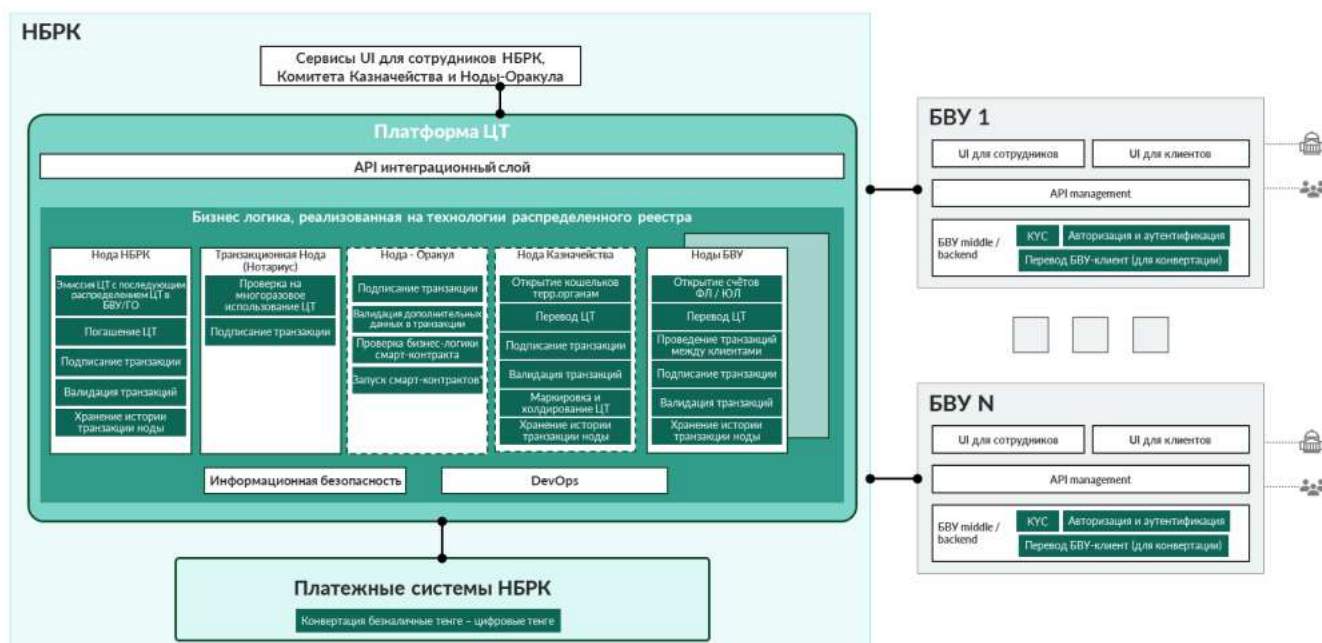 НБРК
Сервисы UI для сотрудников НБРК,
Комитета Казначейства и Ноды-Оракула
Платформа ЦТ
API интеграционный слой
Бизнес логика, реализованная на технологии распределенного реестра
Нода НБРК
Эмиссия ЦТ с последующим
распределением ЦТ в
БВУ/ГО
Погашение ЦТ
Подписание транзакции
Валидация транзакций
Хранение истории
транзакции ноды
Транзакционная Нода
(Нотариус)
Проверка на
многоразовое
использование ЦТ
Подписание транзакции
Нода - Оракул
Подписание транзакции
Валидация дополнительных
данных в транзакции
Проверка бизнес-логики
смарт-контракта
Запуск смарт-контрактов*
Нода Казначейства
Открытие кошельков
терр.органам
Перевод ЦТ
Подписание транзакции
Валидация транзакций
Маркировка и
холдирование ЦТ
Хранение истории
транзакции ноды
Ноды БВУ
Открытие счётов
ФЛ / ЮЛ
Перевод ЦТ
Проведение транзакций
между клиентами
Подписание транзакции
Валидация транзакций
Хранение истории
транзакции ноды
Информационная безопасность
DevOps
Платежные системы НБРК
Конвертация безналичные тенге – цифровые тенге
БВУ 1
UI для сотрудников
UI для клиентов
API management
БВУ middle /
backend
КУС
Авторизация и аутентификация
Перевод БВУ-клиент (для конвертации)
БВУ N
UI для сотрудников
UI для клиентов
API management
БВУ middle /
backend
КУС
Авторизация и аутентификация
Перевод БВУ-клиент (для конвертации)